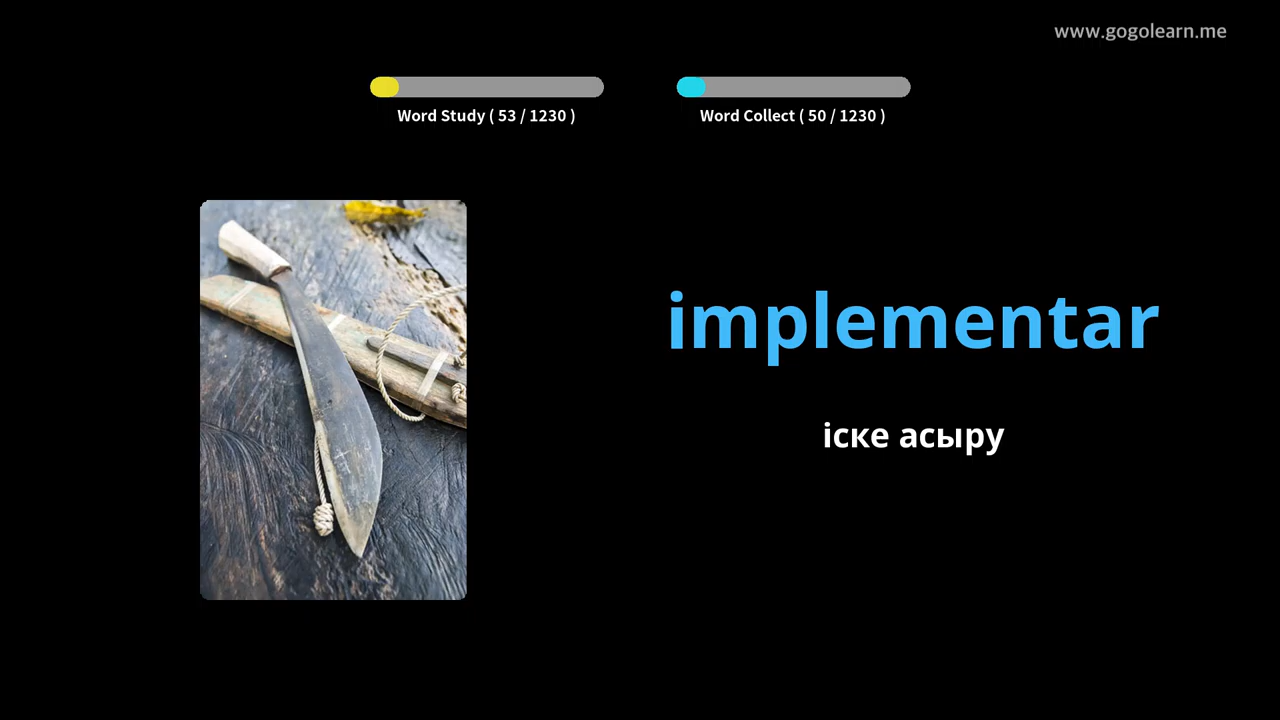 www.gogolearn.me
Word Study ( 53 / 1230 )
Word Collect ( 50 / 1230 )
implementar
іске асыру